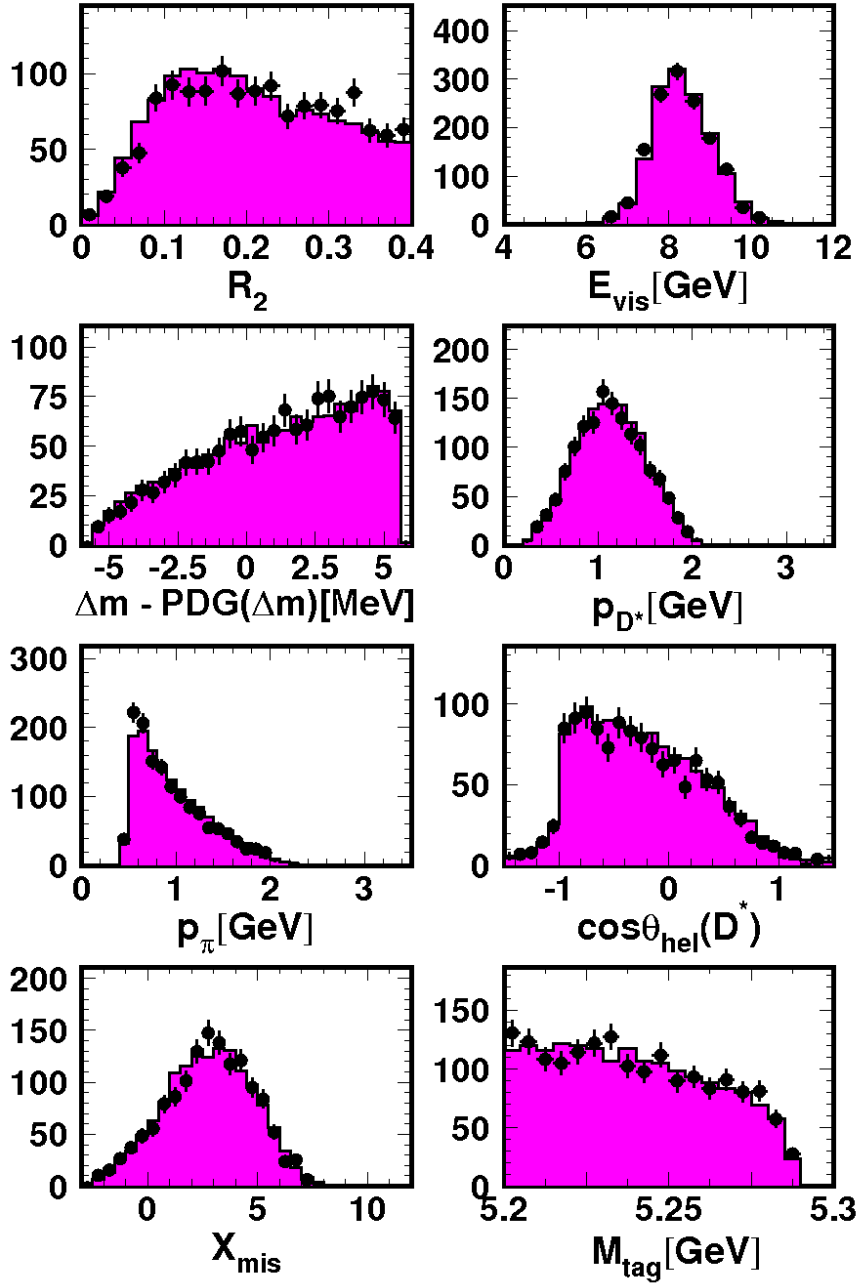 100
50
0
0 0.1 0.2 0.3 0.4
R2
400
300
200
100
0
4 6 8 10 12
Evis[GeV]
100
75
50
25
0
-5 -2.5 0 2.5 5
Δm - PDG(Δm)[MeV]
200
150
100
50
0
0 1 2 3
pD*[GeV]
300
200
100
0
0 1 2 3
pπ[GeV]
100
50
0
-1 0 1
cosθhel(D*)
200
150
100
50
0
0 5 10
Xmis
150
100
50
0
5.2 5.25 5.3
Mtag[GeV]